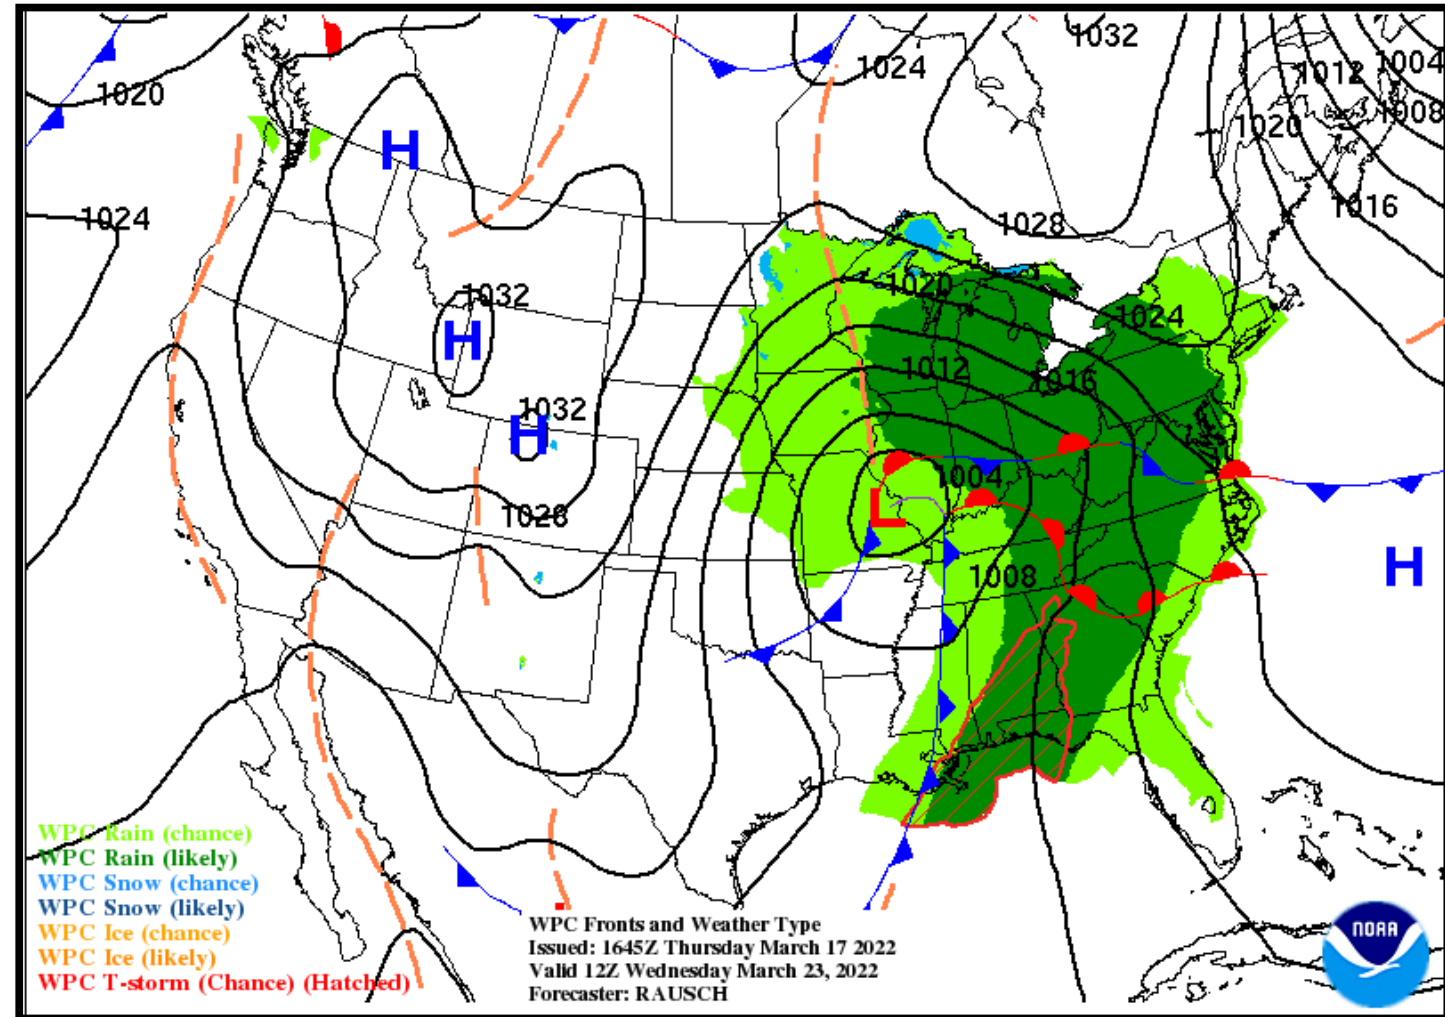 1032
1024
1004
1012
1008
1020
1020
1016
1024
1028
1032
1020
1024
1012
1016
1032
1004
1028
1008
H
H
H
L
H
WPC Rain (chance)
WPC Rain (likely)
WPC Snow (chance)
WPC Snow (likely)
WPC Ice (chance)
WPC Ice (likely)
WPC T-storm (Chance) (Hatched)
WPC Fronts and Weather Type
Issued: 1645Z Thursday March 17 2022
Valid 12Z Wednesday March 23, 2022
Forecaster: RAUSCH
NOAA